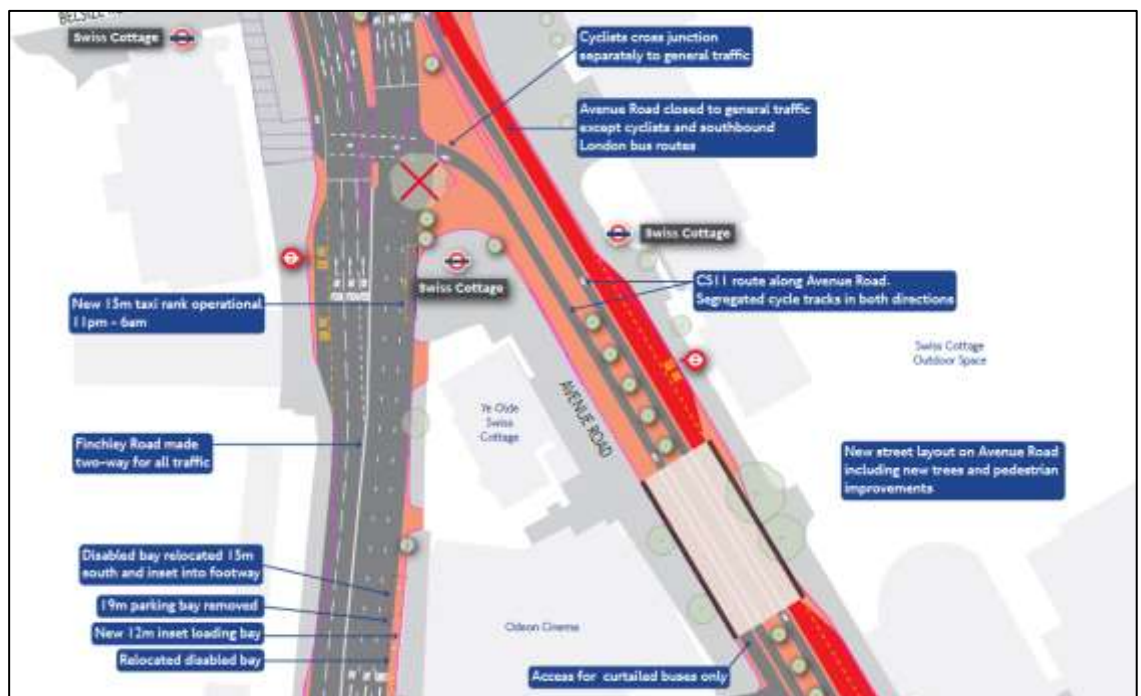 BELSIZE
Swiss Cottage
Cyclists cross junction
separately to general traffic
Avenue Road closed to general traffic
except cyclists and southbound
London bus routes
Swiss Cottage
Swiss Cottage
CS11 route along Avenue Road.
Segregated cycle tracks in both directions
New 15m taxi rank operational
11pm - 6am
Swiss Cottage
Outdoor Space
AVENUE ROAD
Ye Olde
Swiss
Cottage
Finchley Road made
two-way for all traffic
New street layout on Avenue Road
including new trees and pedestrian
improvements
Disabled bay relocated 15m
south and inset into footway
19m parking bay removed
New 12m inset loading bay
Relocated disabled bay
Odeon Cinema
Access for curtailed buses only